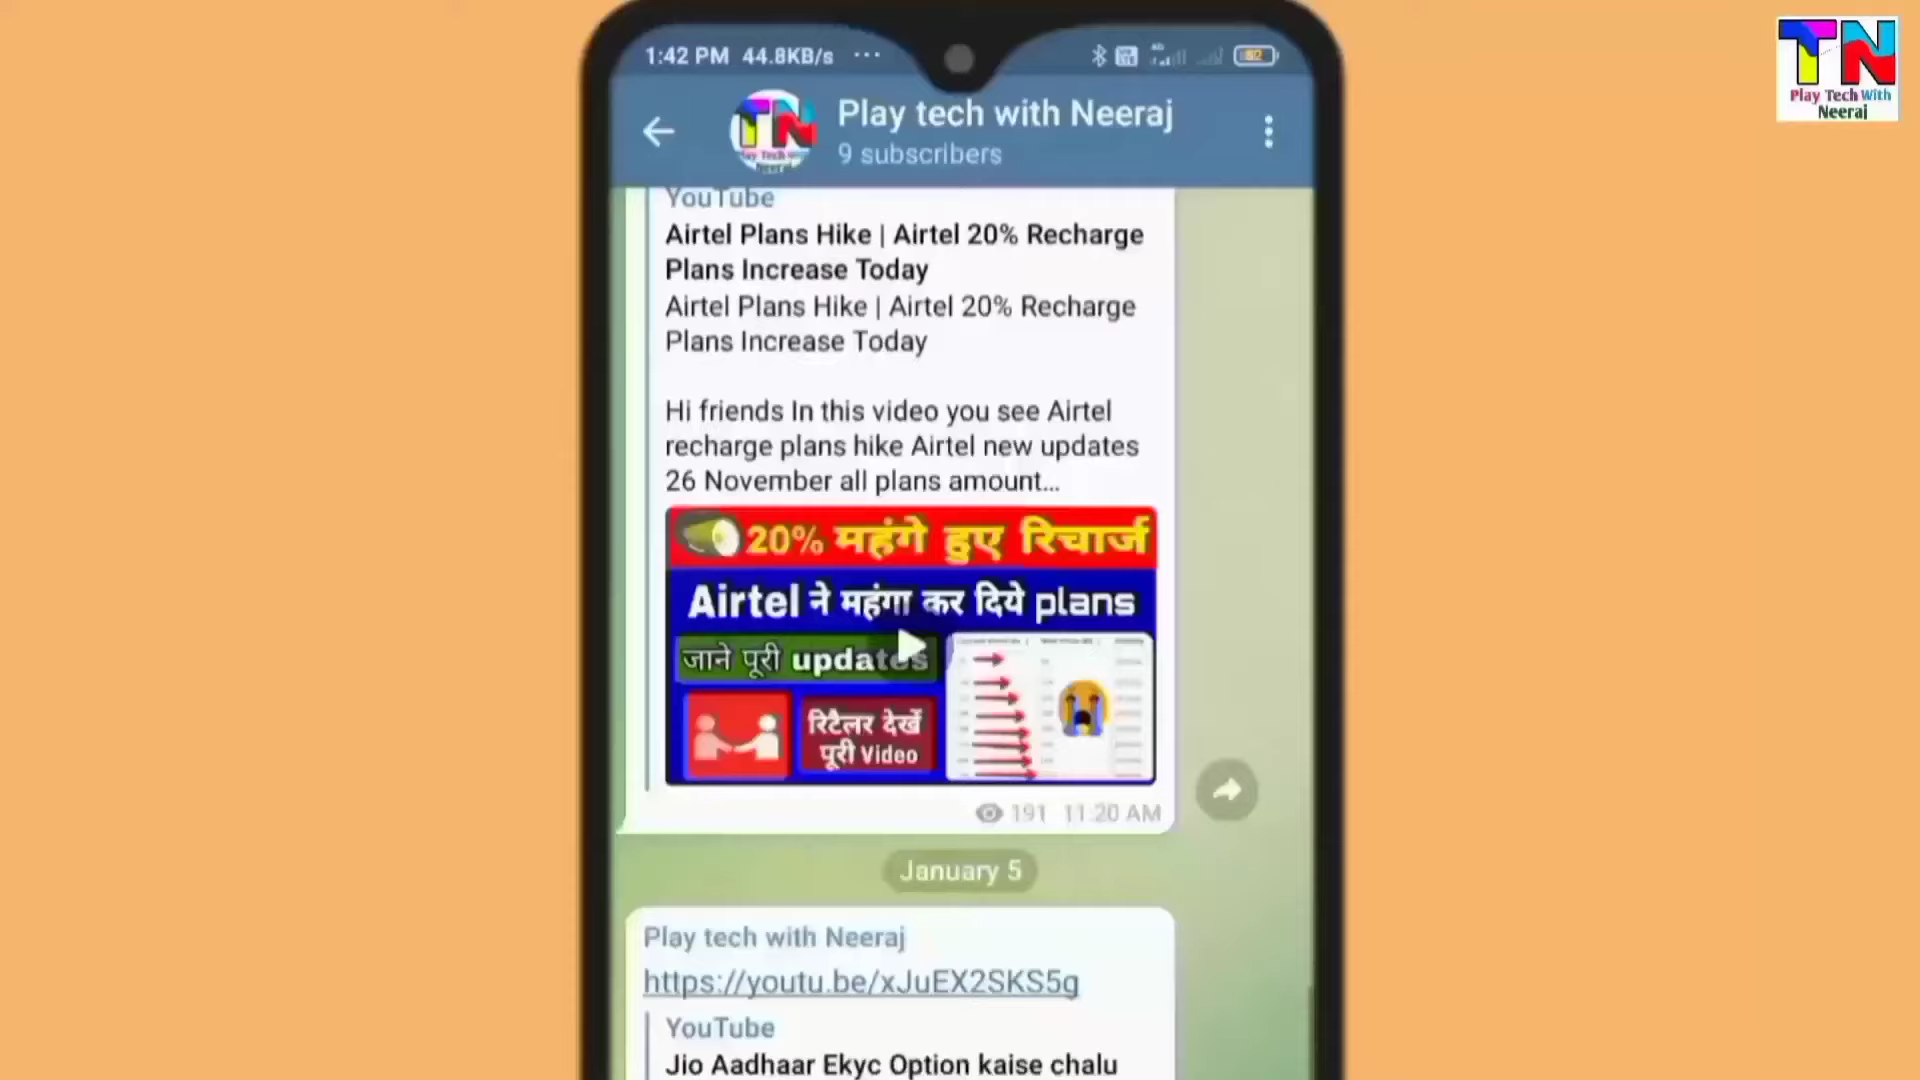 1:42 PM 44.8KB/s ...
TN
Play Tech With
Neeraj
Play tech with Neeraj
9 subscribers
YouTube
Airtel Plans Hike | Airtel 20% Recharge
Plans Increase Today
Airtel Plans Hike | Airtel 20% Recharge
Plans Increase Today
Hi friends In this video you see Airtel
recharge plans hike Airtel new updates
26 November all plans amount...
20% महंगे हुए रिचार्ज
Airtel ने महंगा कर दिये plans
जाने पूरी updates
रिटैलर देखें
पूरी Video
191 11:20 AM
January 5
Play tech with Neeraj
https://youtu.be/xJuEX2SKS5g
YouTube
Jio Aadhaar Ekyc Option kaise chalu